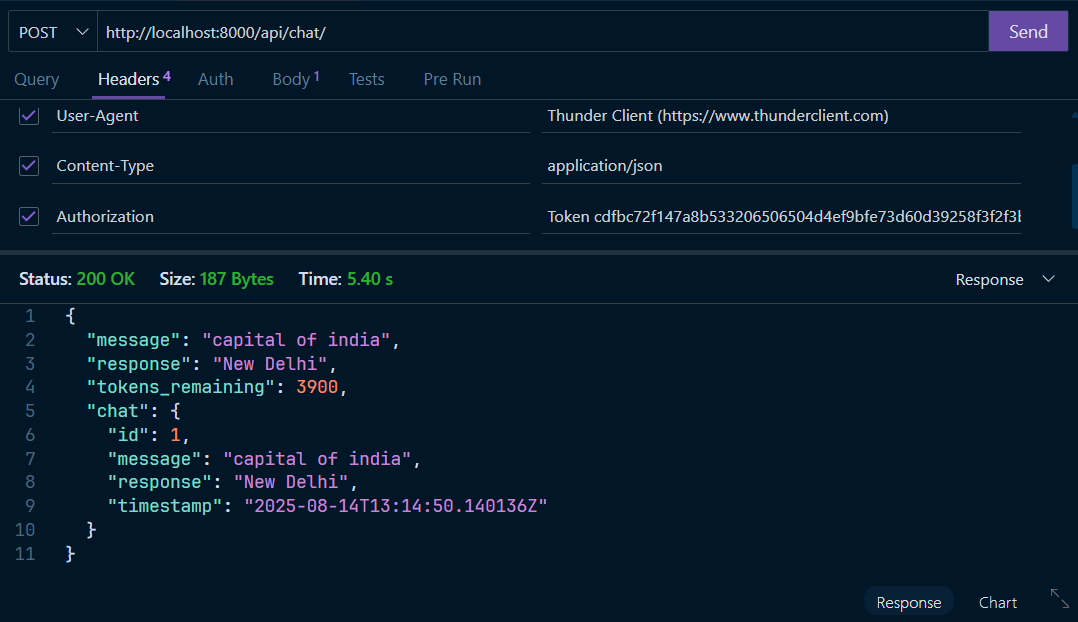 POST http://localhost:8000/api/chat/ Send
Query Headers 4 Auth Body 1 Tests Pre Run
User-Agent Thunder Client (https://www.thunderclient.com)
Content-Type application/json
Authorization Token cdfbc72f147a8b533206506504d4ef9bfe73d60d39258f3f2f3
Status: 200 OK Size: 187 Bytes Time: 5.40 s Response
1 {
2 "message": "capital of india",
3 "response": "New Delhi",
4 "tokens_remaining": 3900,
5 "chat": {
6 "id": 1,
7 "message": "capital of india",
8 "response": "New Delhi",
9 "timestamp": "2025-08-14T13:14:50.140136Z"
10 }
11 }
Response Chart